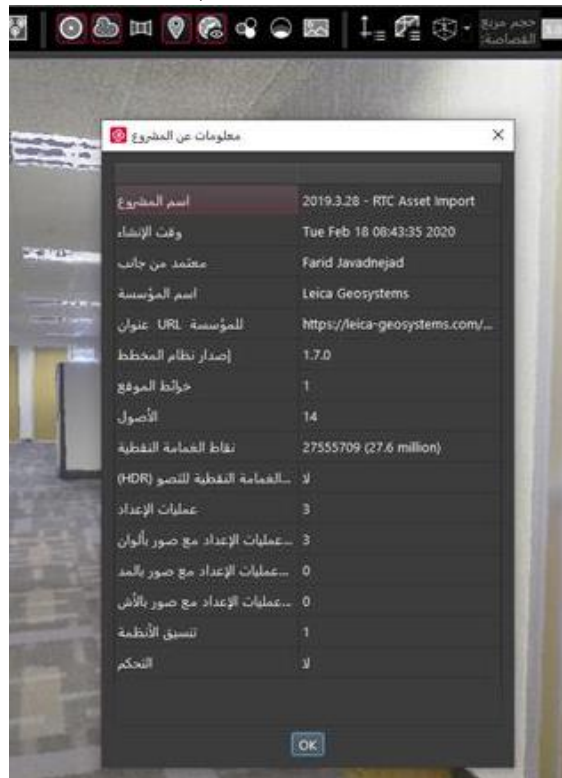 حجم مربع
القصاصة:
معلومات عن المشروع
اسم المشروع 2019.3.28 - RTC Asset Import
وقت الإنشاء Tue Feb 18 08:43:35 2020
معتمد من جانب Farid Javadnejad
اسم المؤسسة Leica Geosystems
للمؤسسة URL عنوان https://leica-geosystems.com/...
إصدار نظام المخطط 1.7.0
خرائط الموقع 1
الأصول 14
نقاط الغمامة النقطية 27555709 (27.6 million)
...الغمامة النقطية للتصو (HDR) لا
عمليات الإعداد 3
...عمليات الإعداد مع صور بألوان 3
...عمليات الإعداد مع صور بالمد 0
...عمليات الإعداد مع صور بالأش 0
تنسيق الأنظمة 1
التحكم لا
OK